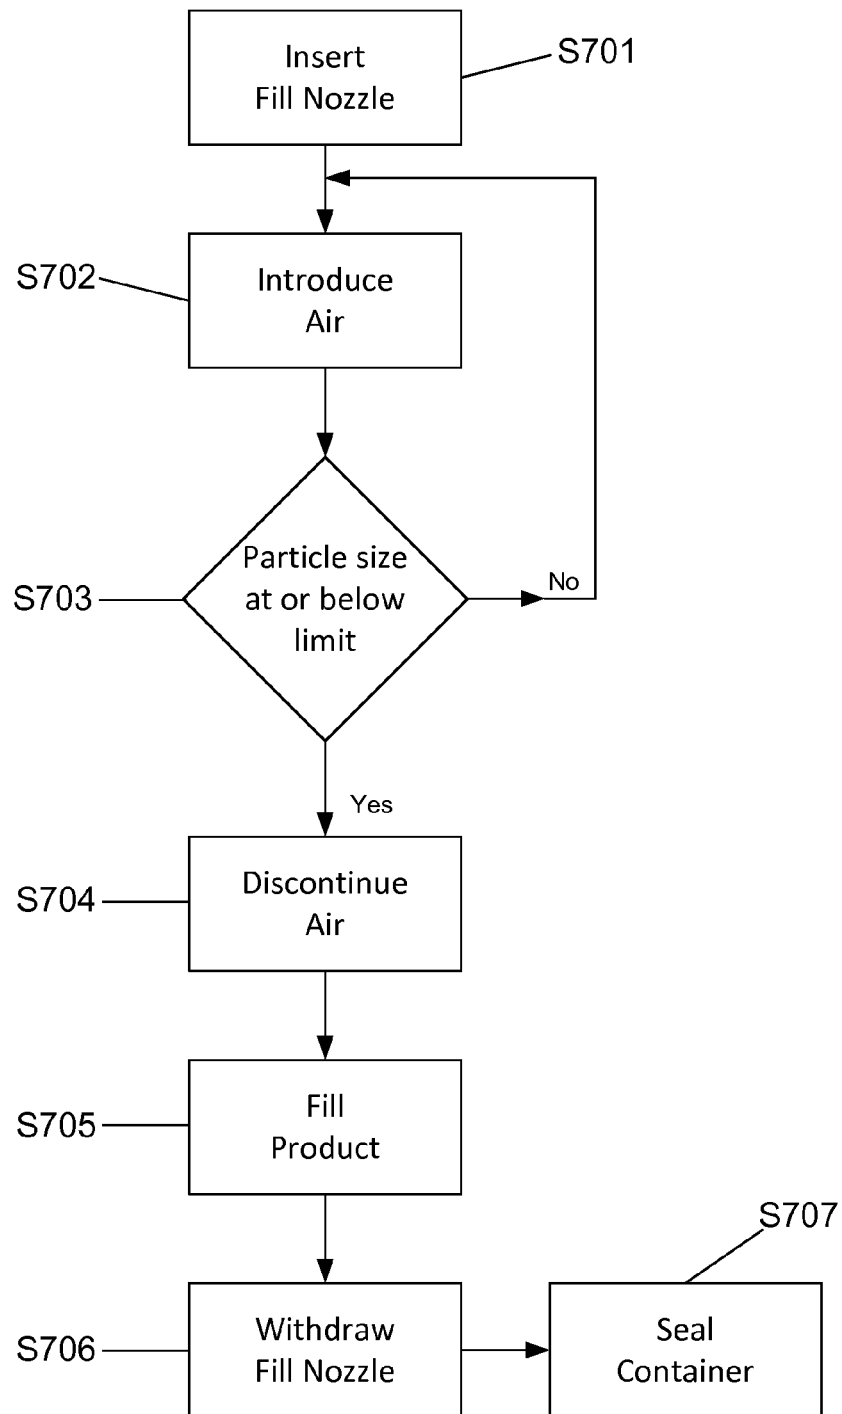 Insert
Fill Nozzle
S701
S702
Introduce
Air
S703
Particle size
at or below
limit
No
Yes
S704
Discontinue
Air
S705
Fill
Product
S707
S706
Withdraw
Fill Nozzle
Seal
Container